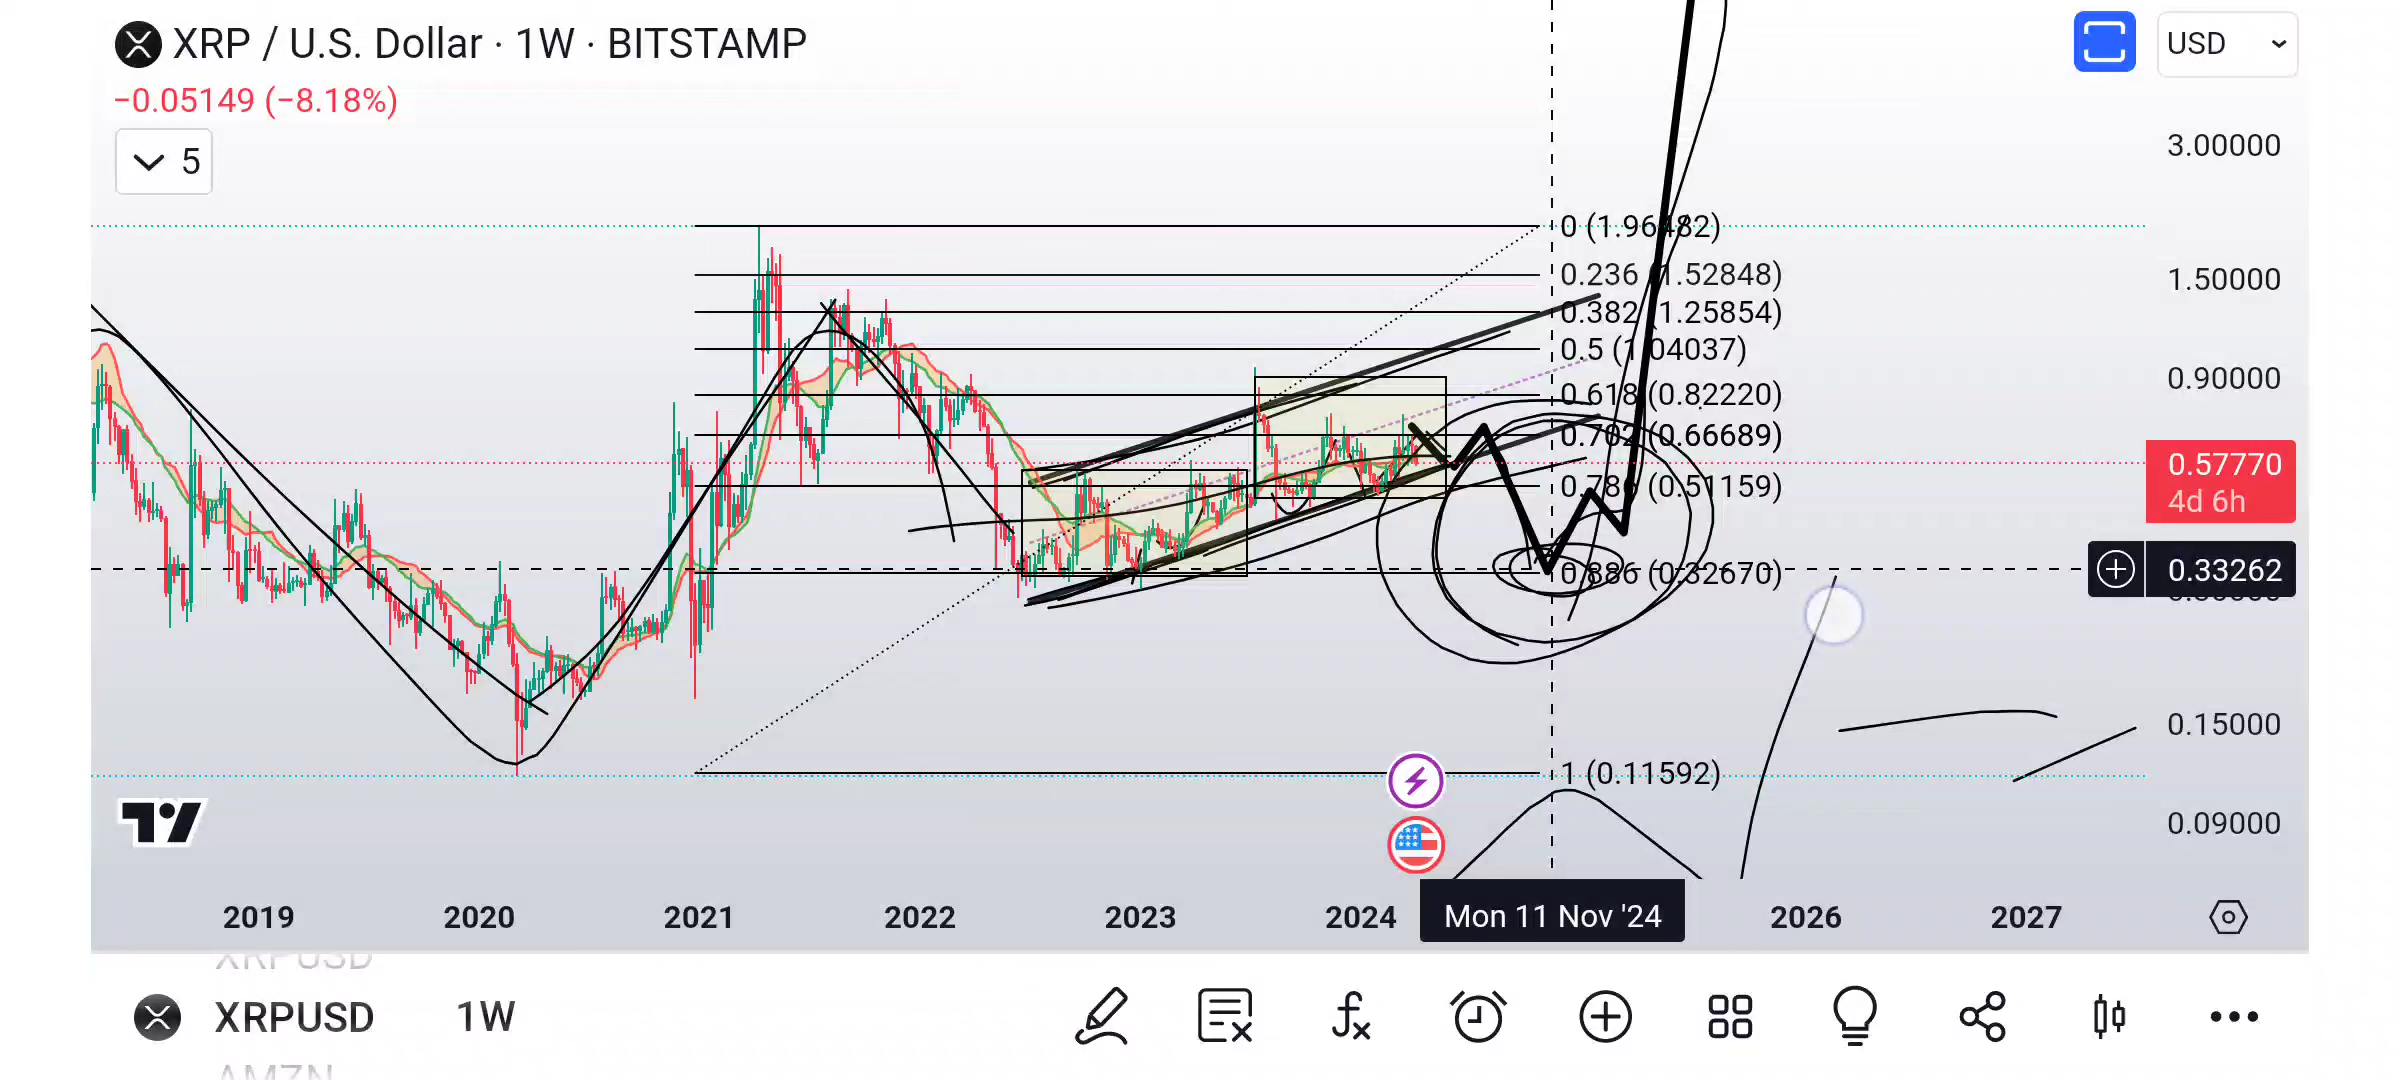 XRP / U.S. Dollar · 1W · BITSTAMP
USD
−0.05149 (−8.18%)
5
3.00000
0 (1.96482)
0.236 (1.52848)
1.50000
0.382 (1.25854)
0.5 (1.04037)
0.90000
0.618 (0.82220)
0.702 (0.66689)
0.57770
4d 6h
0.786 (0.51159)
0.886 (0.32670)
0.33262
0.15000
1 (0.11592)
0.09000
2019 2020 2021 2022 2023 2024 Mon 11 Nov '24 2026 2027
XRPUSD
XRPUSD 1W
AMZN